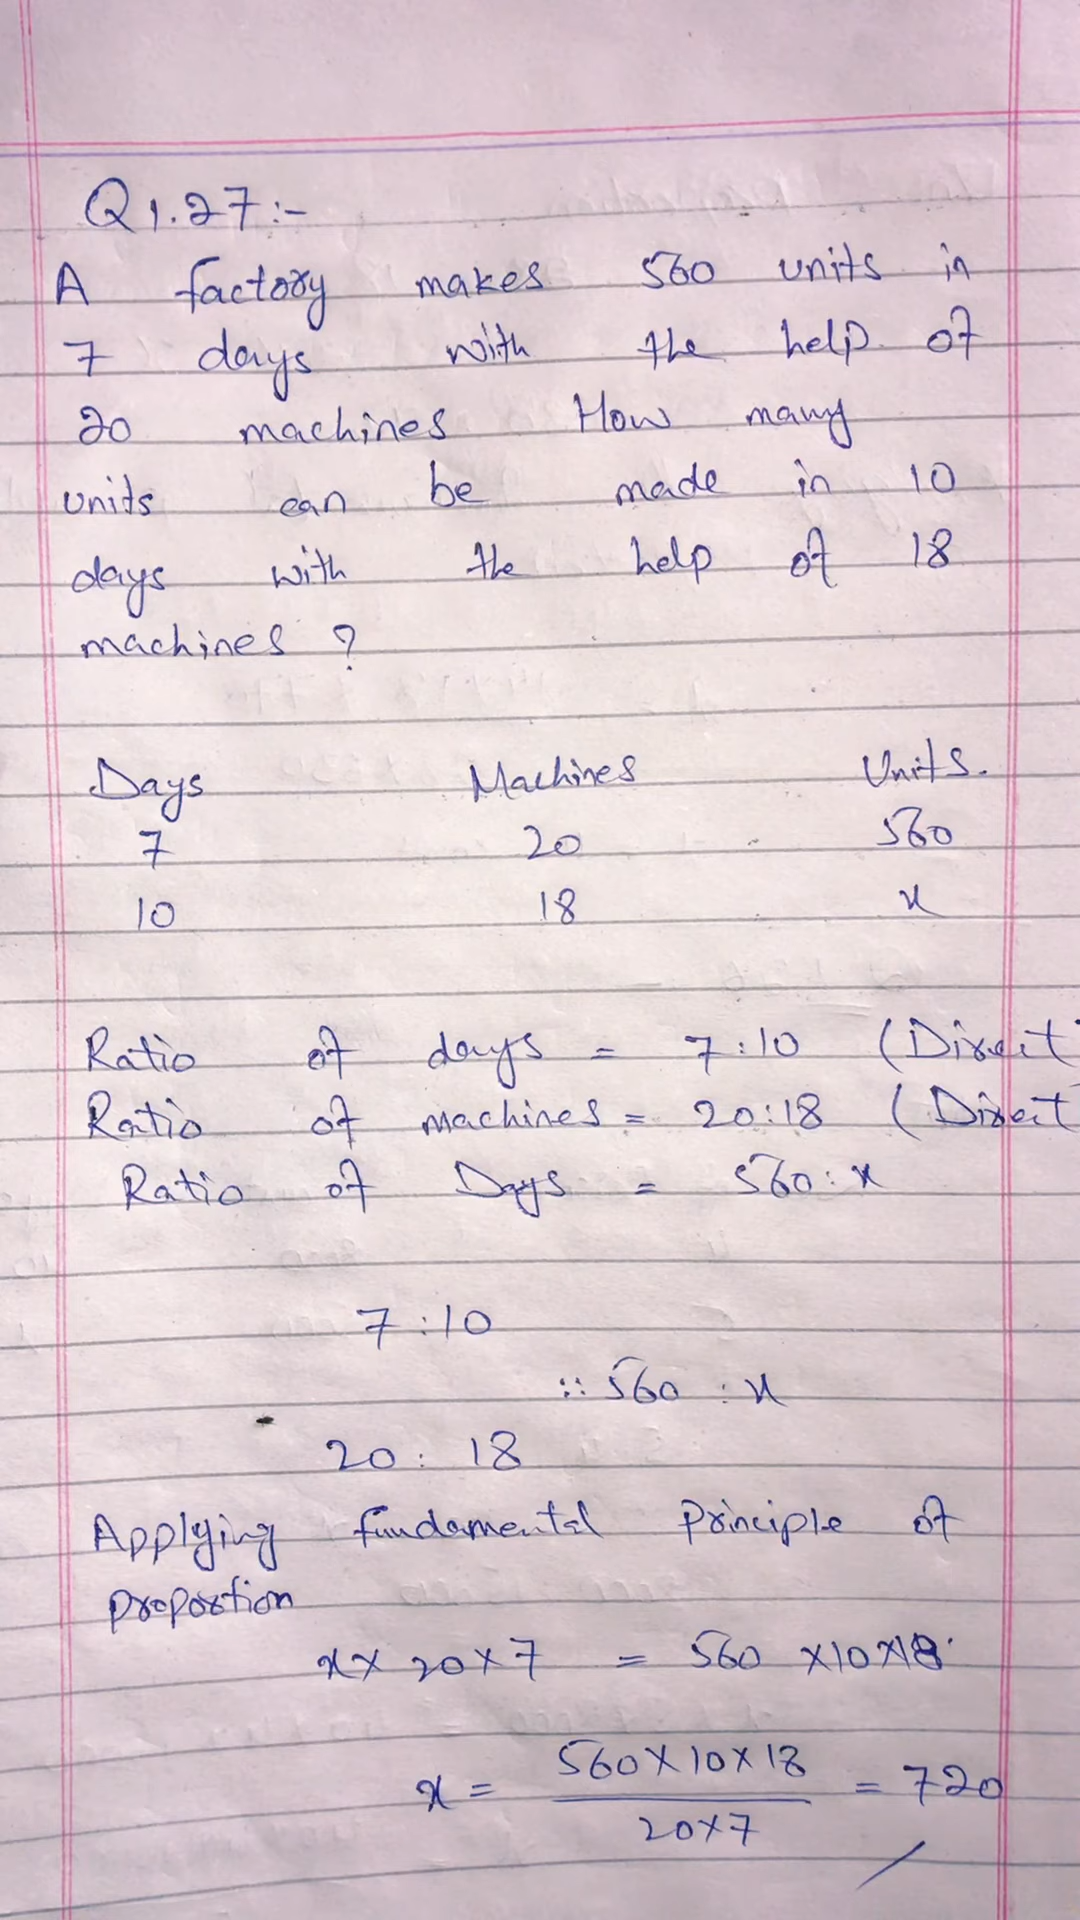 Q 1.27:-
A factory makes 560 units in
7 days with the help of
20 machines How many
units can be made in 10
days with the help of 18
machines ?
Days Machines Units.
7 20 560
10 18 x
Ratio of days = 7:10 (Direct
Ratio of machines = 20:18 (Direct
Ratio of Days = 560:x
7:10
:: 560 : x
20 : 18
Applying fundamental Principle of
proportion
x × 20 × 7 = 560 × 10 × 18
x = 560 × 10 × 18 / 20 × 7 = 720